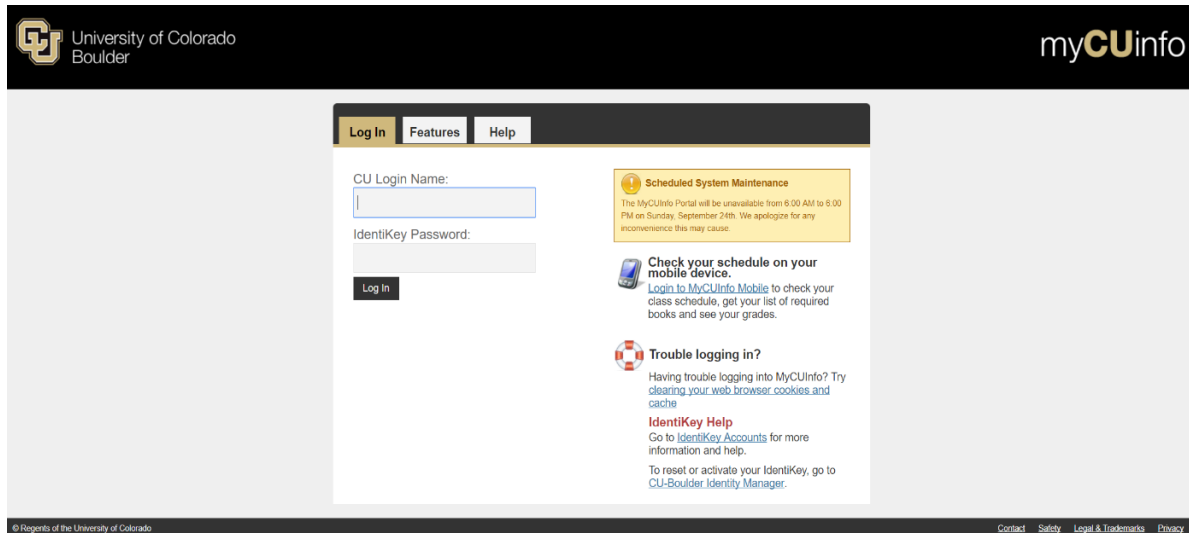 CU
University of Colorado
Boulder
myCUinfo
Log In
Features
Help
CU Login Name:
IdentiKey Password:
Log In
Scheduled System Maintenance
The MyCUInfo Portal will be unavailable from 6:00 AM to 6:00
PM on Sunday, September 24th. We apologize for any
inconvenience this may cause.
Check your schedule on your
mobile device.
Login to MyCUInfo Mobile to check your
class schedule, get your list of required
books and see your grades.
Trouble logging in?
Having trouble logging into MyCUInfo? Try
clearing your web browser cookies and
cache
IdentiKey Help
Go to IdentiKey Accounts for more
information and help.
To reset or activate your IdentiKey, go to
CU-Boulder Identity Manager.
© Regents of the University of Colorado
Contact Safety Legal & Trademarks Privacy